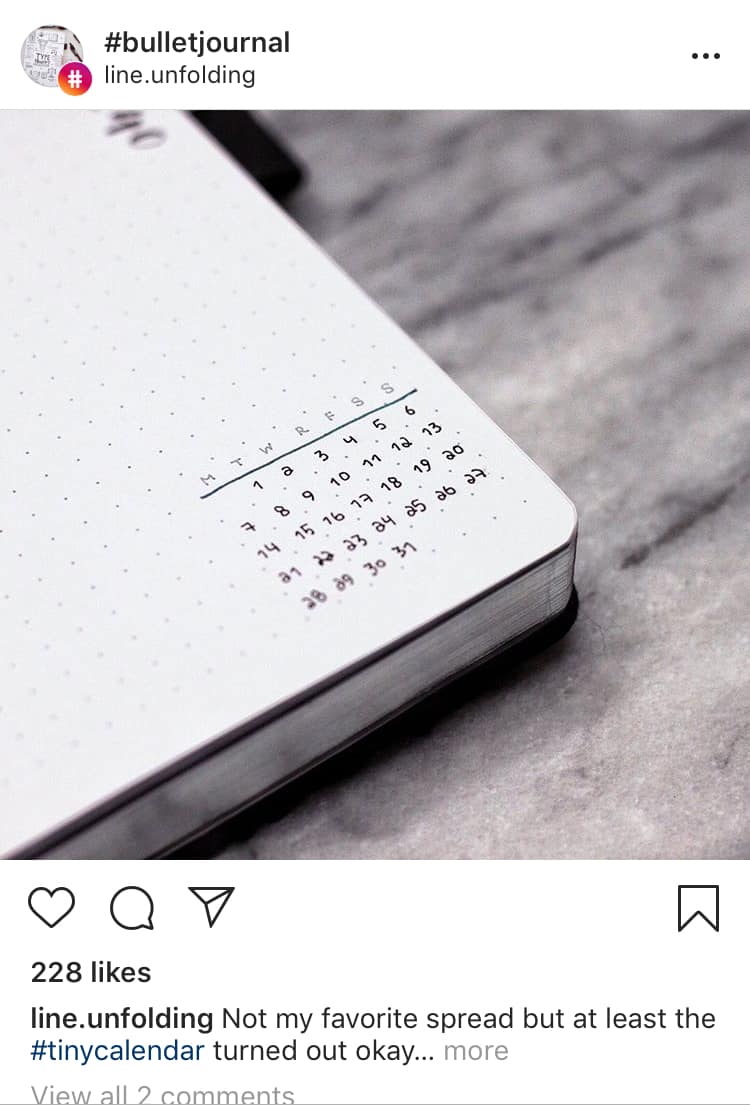 #bulletjournal
line.unfolding
M T W R F S S
1 2 3 4 5 6
7 8 9 10 11 12 13
14 15 16 17 18 19 20
21 22 23 24 25 26 27
28 29 30 31
228 likes
line.unfolding Not my favorite spread but at least the
#tinycalendar turned out okay... more
View all 2 comments